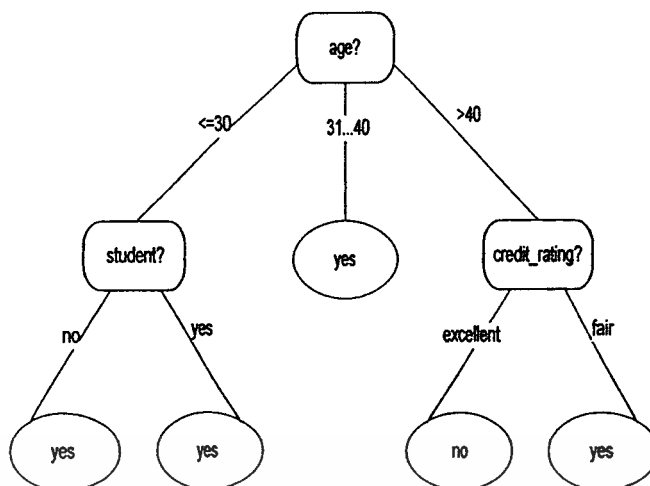 age?
<=30
31...40
>40
student?
yes
credit_rating?
no
yes
excellent
fair
yes
yes
no
yes